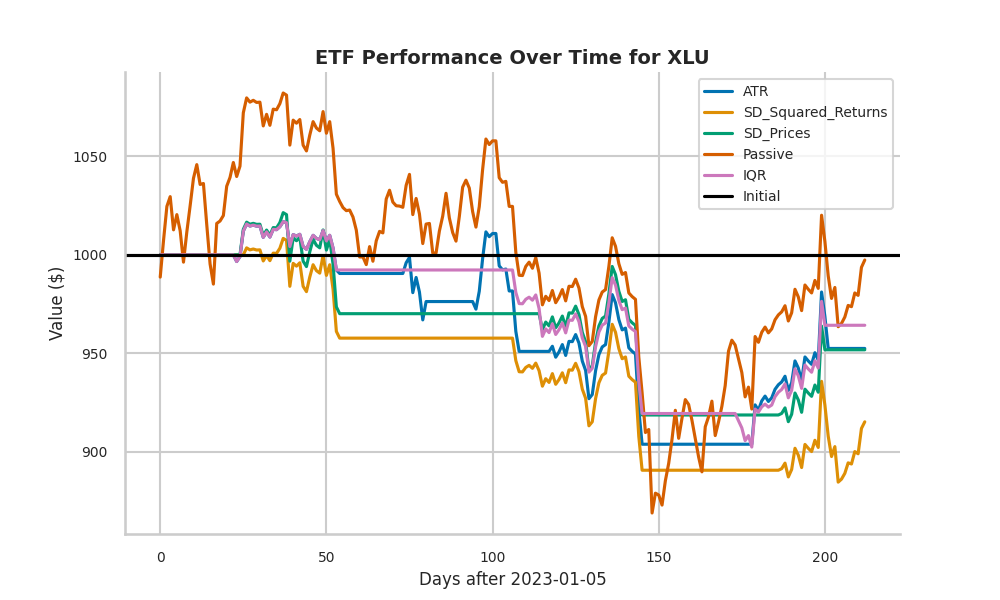 ETF Performance Over Time for XLU
ATR
SD_Squared_Returns
SD_Prices
Passive
IQR
Initial
Value ($)
1050
1000
950
900
0 50 100 150 200
Days after 2023-01-05